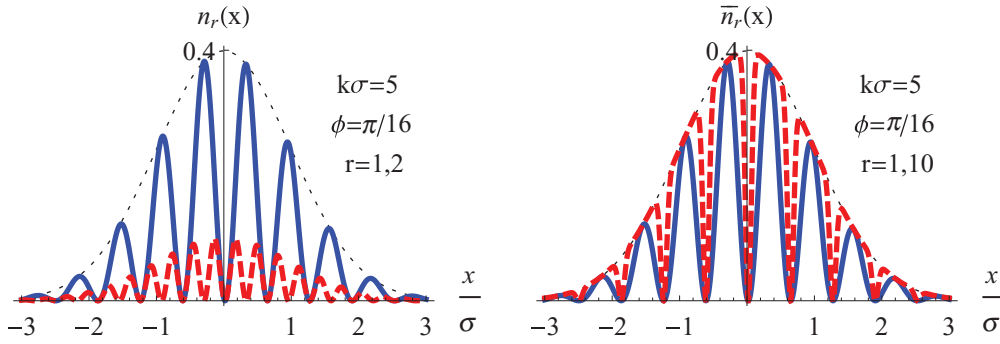 n_r(x)
0.4
kσ=5
ϕ=π/16
r=1,2
−3 −2 −1 1 2 3
x
σ
n̅_r(x)
0.4
kσ=5
ϕ=π/16
r=1,10
−3 −2 −1 1 2 3
x
σ